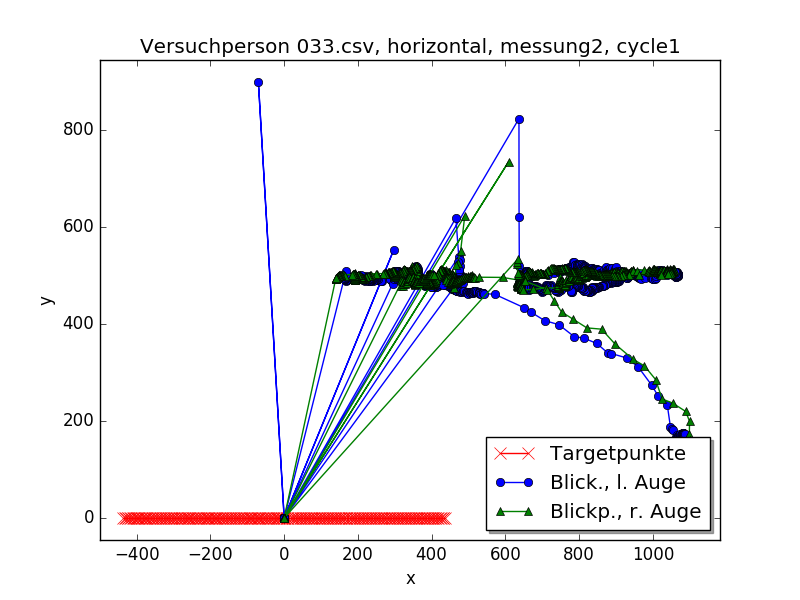 Versuchperson 033.csv, horizontal, messung2, cycle1
y
800
600
400
200
0
−400
−200
0
200
400
600
800
1000
x
Targetpunkte
Blick., l. Auge
Blickp., r. Auge